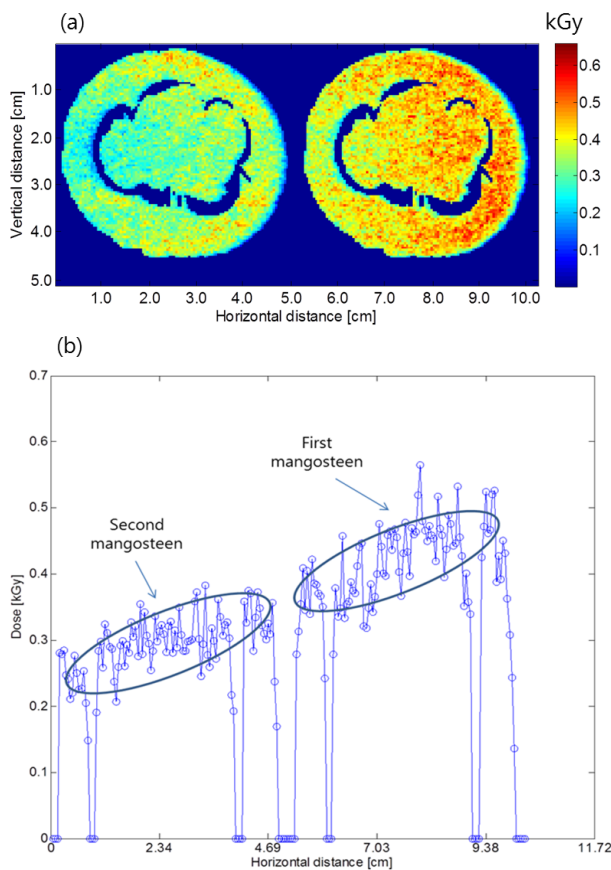 (a)
kGy
1.0
2.0
3.0
4.0
5.0
Vertical distance [cm]
1.0 2.0 3.0 4.0 5.0 6.0 7.0 8.0 9.0 10.0
Horizontal distance [cm]
0.6
0.5
0.4
0.3
0.2
0.1
(b)
0.7
0.6
0.5
0.4
0.3
0.2
0.1
0
Dose [KGy]
First
mangosteen
Second
mangosteen
0 2.34 4.69 7.03 9.38 11.72
Horizontal distance [cm]